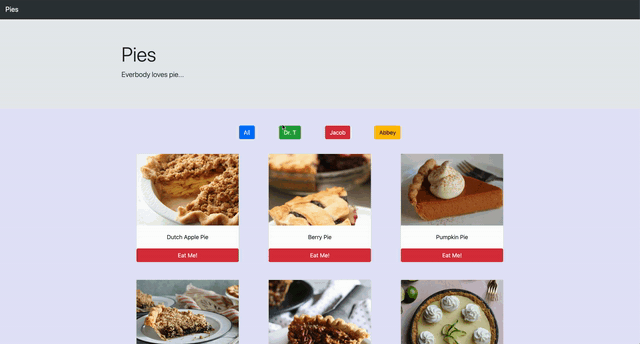 Pies
Pies
Everbody loves pie...
All
Dr. T
Jacob
Abbey
Dutch Apple Pie
Berry Pie
Pumpkin Pie
Eat Me!
Eat Me!
Eat Me!